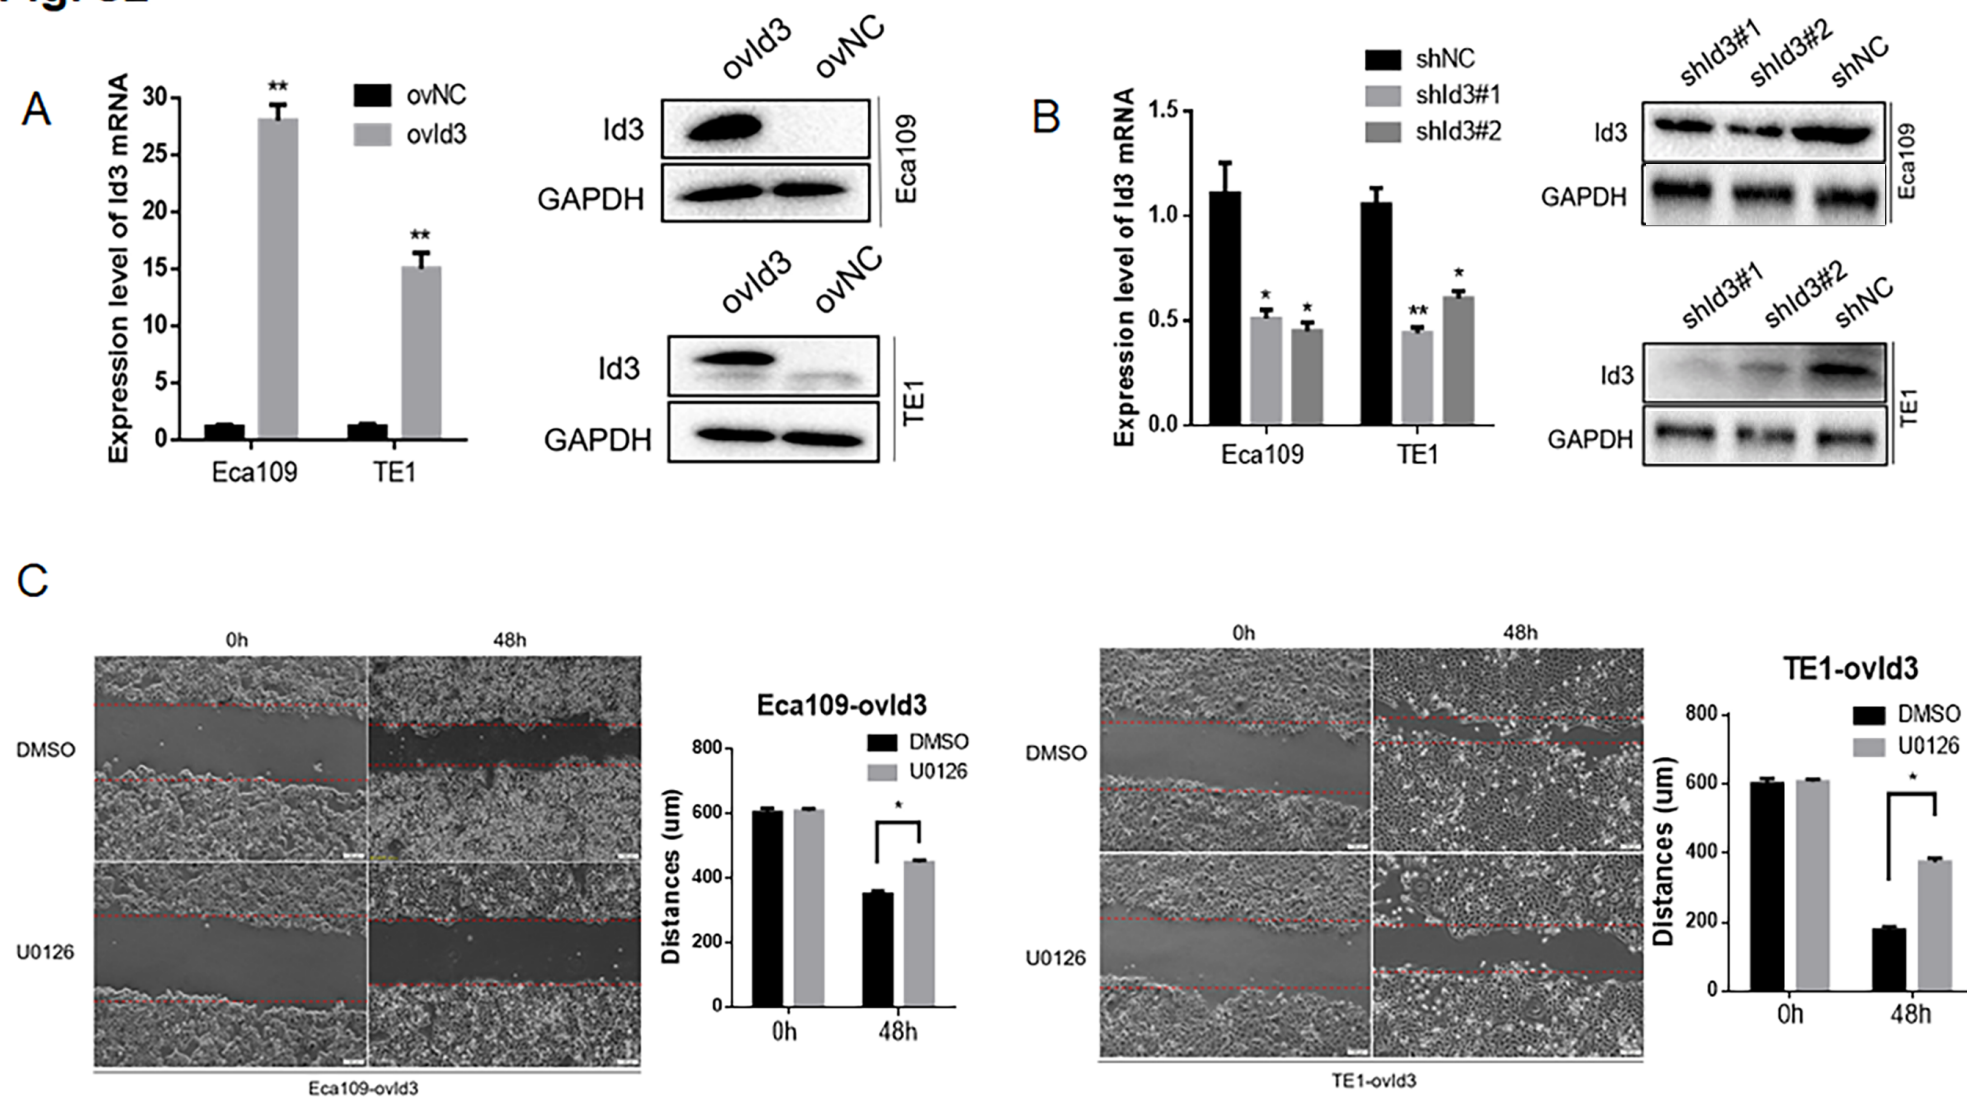 A
Expression level of Id3 mRNA
30
25
20
15
10
5
0
**
**
ovNC
ovId3
Eca109
TE1
ovId3
ovNC
Id3
GAPDH
Eca109
ovId3
ovNC
Id3
GAPDH
TE1
B
Expression level of Id3 mRNA
1.5
1.0
0.5
0.0
shNC
shId3#1
shId3#2
*
*
**
*
Eca109
TE1
shId3#1
shId3#2
shNC
Id3
GAPDH
Eca109
shId3#1
shId3#2
shNC
Id3
GAPDH
TE1
C
0h
48h
DMSO
U0126
Eca109-ovId3
Eca109-ovId3
DMSO
U0126
Distances (um)
800
600
400
200
0
*
0h
48h
0h
48h
DMSO
U0126
TE1-ovId3
TE1-ovId3
DMSO
U0126
Distances (um)
800
600
400
200
0
*
0h
48h